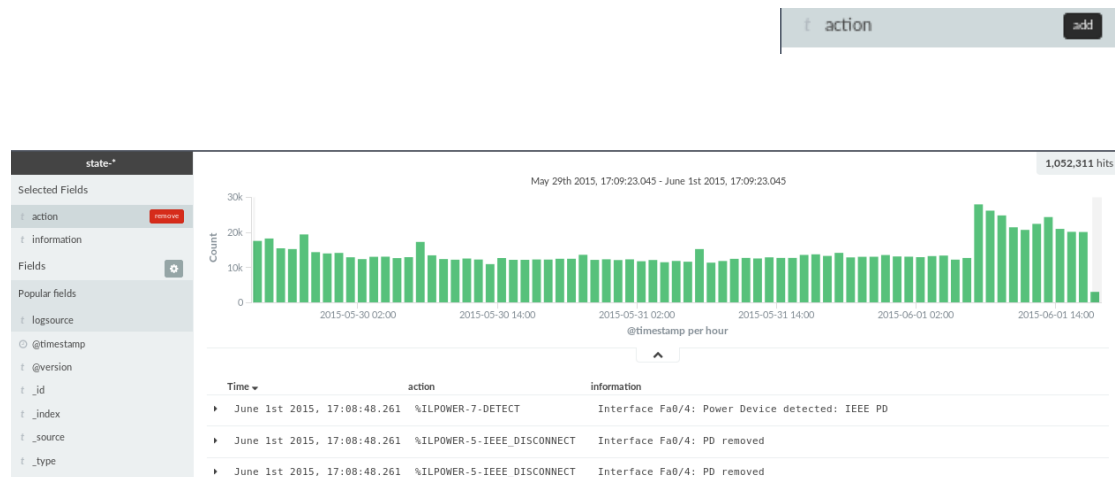 t action add
state-*
1,052,311 hits
Selected Fields
May 29th 2015, 17:09:23.045 - June 1st 2015, 17:09:23.045
t action remove
t information
Fields
Popular fields
t logsource
@timestamp
t @version
t _id
t _index
t _source
t _type
Count
30k
20k
10k
0
2015-05-30 02:00 2015-05-30 14:00 2015-05-31 02:00 2015-05-31 14:00 2015-06-01 02:00 2015-06-01 14:00
@timestamp per hour
Time action information
June 1st 2015, 17:08:48.261 %ILPOWER-7-DETECT Interface Fa0/4: Power Device detected: IEEE PD
June 1st 2015, 17:08:48.261 %ILPOWER-5-IEEE_DISCONNECT Interface Fa0/4: PD removed
June 1st 2015, 17:08:48.261 %ILPOWER-5-IEEE_DISCONNECT Interface Fa0/4: PD removed